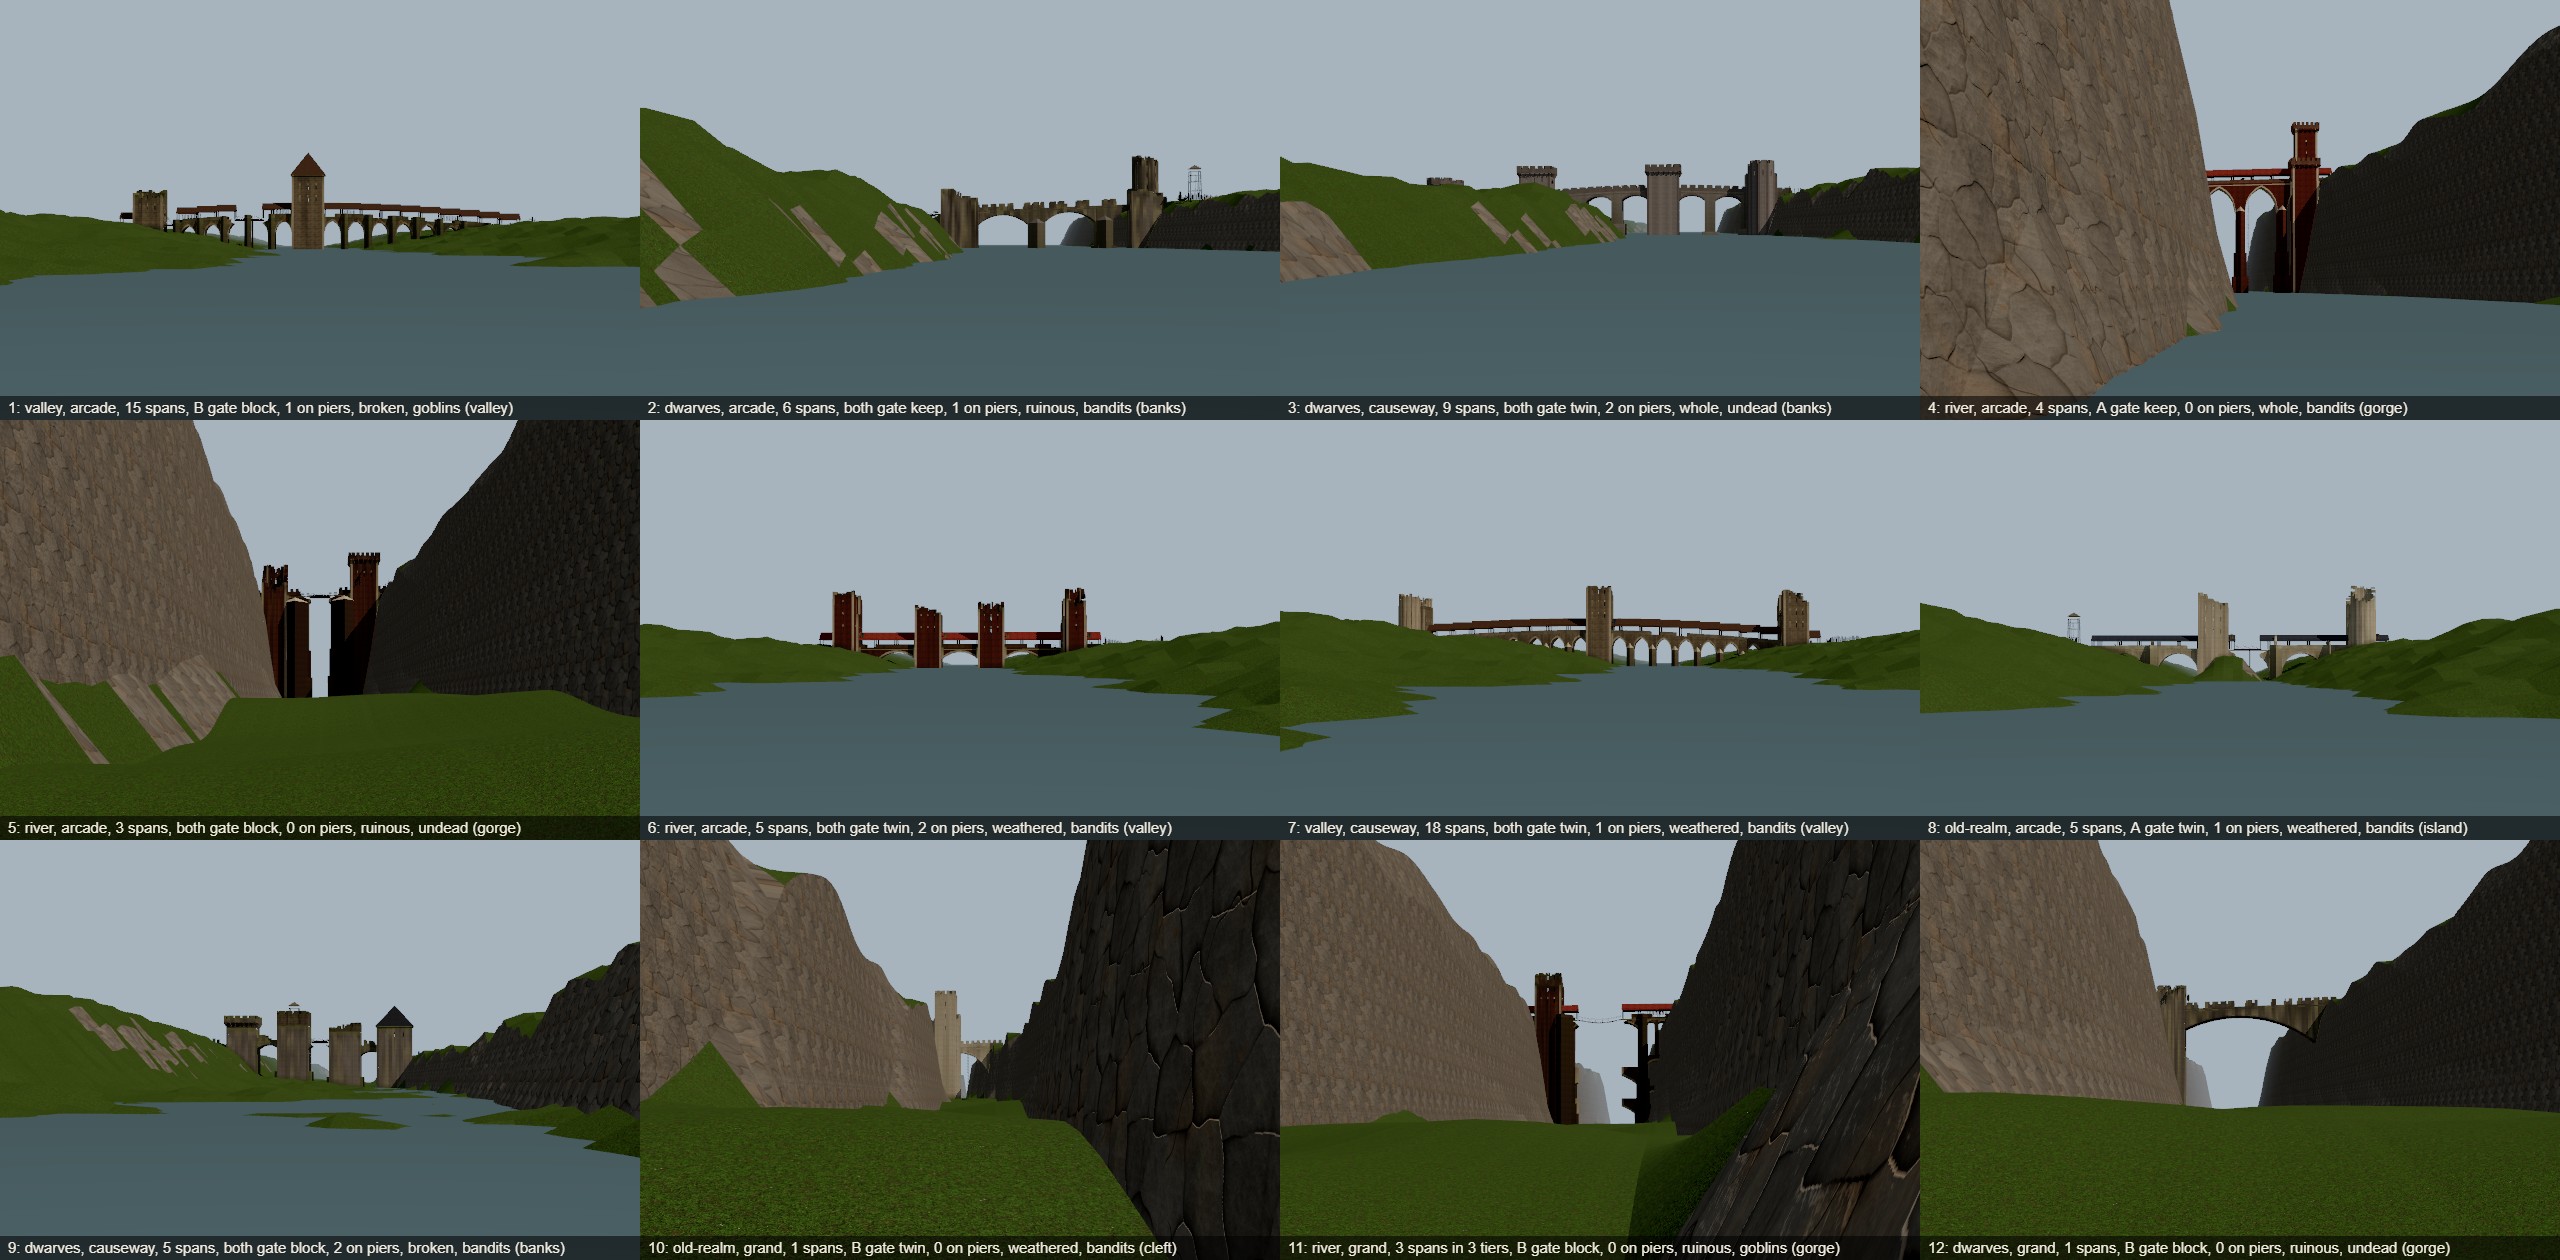 1: valley, arcade, 15 spans, B gate block, 1 on piers, broken, goblins (valley)
2: dwarves, arcade, 6 spans, both gate keep, 1 on piers, ruinous, bandits (banks)
3: dwarves, causeway, 9 spans, both gate twin, 2 on piers, whole, undead (banks)
4: river, arcade, 4 spans, A gate keep, 0 on piers, whole, bandits (gorge)
5: river, arcade, 3 spans, both gate block, 0 on piers, ruinous, undead (gorge)
6: river, arcade, 5 spans, both gate twin, 2 on piers, weathered, bandits (valley)
7: valley, causeway, 18 spans, both gate twin, 1 on piers, weathered, bandits (valley)
8: old-realm, arcade, 5 spans, A gate twin, 1 on piers, weathered, bandits (island)
9: dwarves, causeway, 5 spans, both gate block, 2 on piers, broken, bandits (banks)
10: old-realm, grand, 1 spans, B gate twin, 0 on piers, weathered, bandits (cleft)
11: river, grand, 3 spans in 3 tiers, B gate block, 0 on piers, ruinous, goblins (gorge)
12: dwarves, grand, 1 spans, B gate block, 0 on piers, ruinous, undead (gorge)